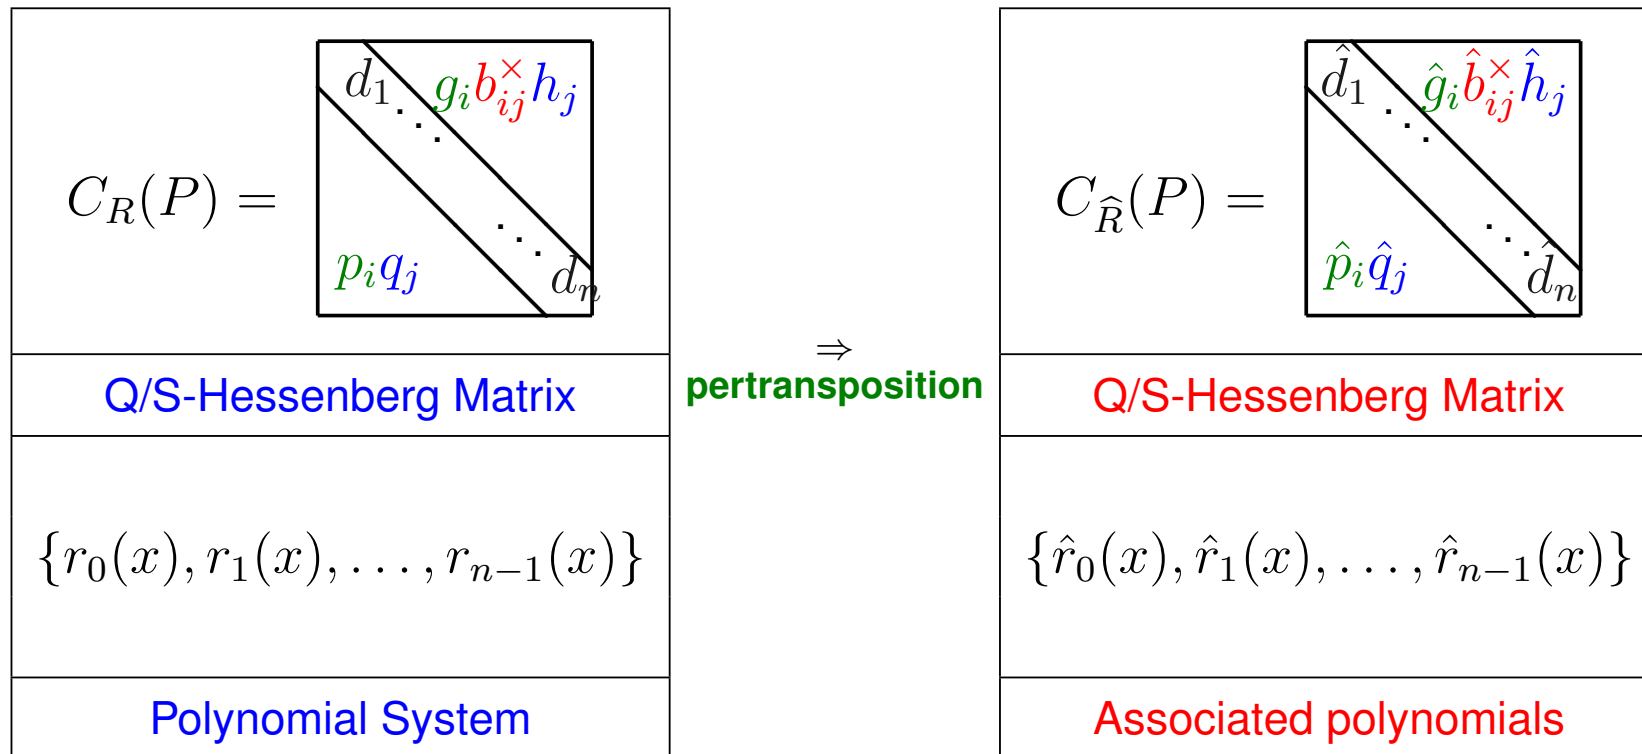 d_1 ⋱ g_i b_{ij}^× h_j
C_R(P) =
p_i q_j ⋱ d_n
Q/S-Hessenberg Matrix
{r_0(x), r_1(x), . . . , r_{n−1}(x)}
Polynomial System
⇒
pertransposition
\hat{d}_1 ⋱ \hat{g}_i \hat{b}_{ij}^× \hat{h}_j
C_{\widehat{R}}(P) =
\hat{p}_i \hat{q}_j ⋱ \hat{d}_n
Q/S-Hessenberg Matrix
{\hat{r}_0(x), \hat{r}_1(x), . . . , \hat{r}_{n−1}(x)}
Associated polynomials